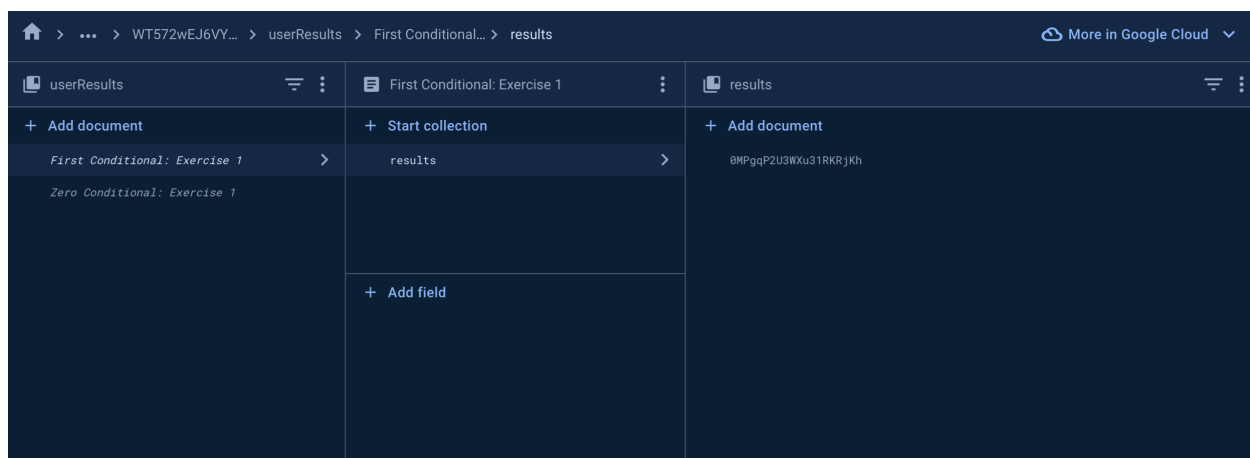 … > WT572wEJ6VY… > userResults > First Conditional… > results
More in Google Cloud
userResults
First Conditional: Exercise 1
results
+ Add document
+ Start collection
+ Add document
First Conditional: Exercise 1
results
0MPgqP2U3WXu31RKRjKh
Zero Conditional: Exercise 1
+ Add field